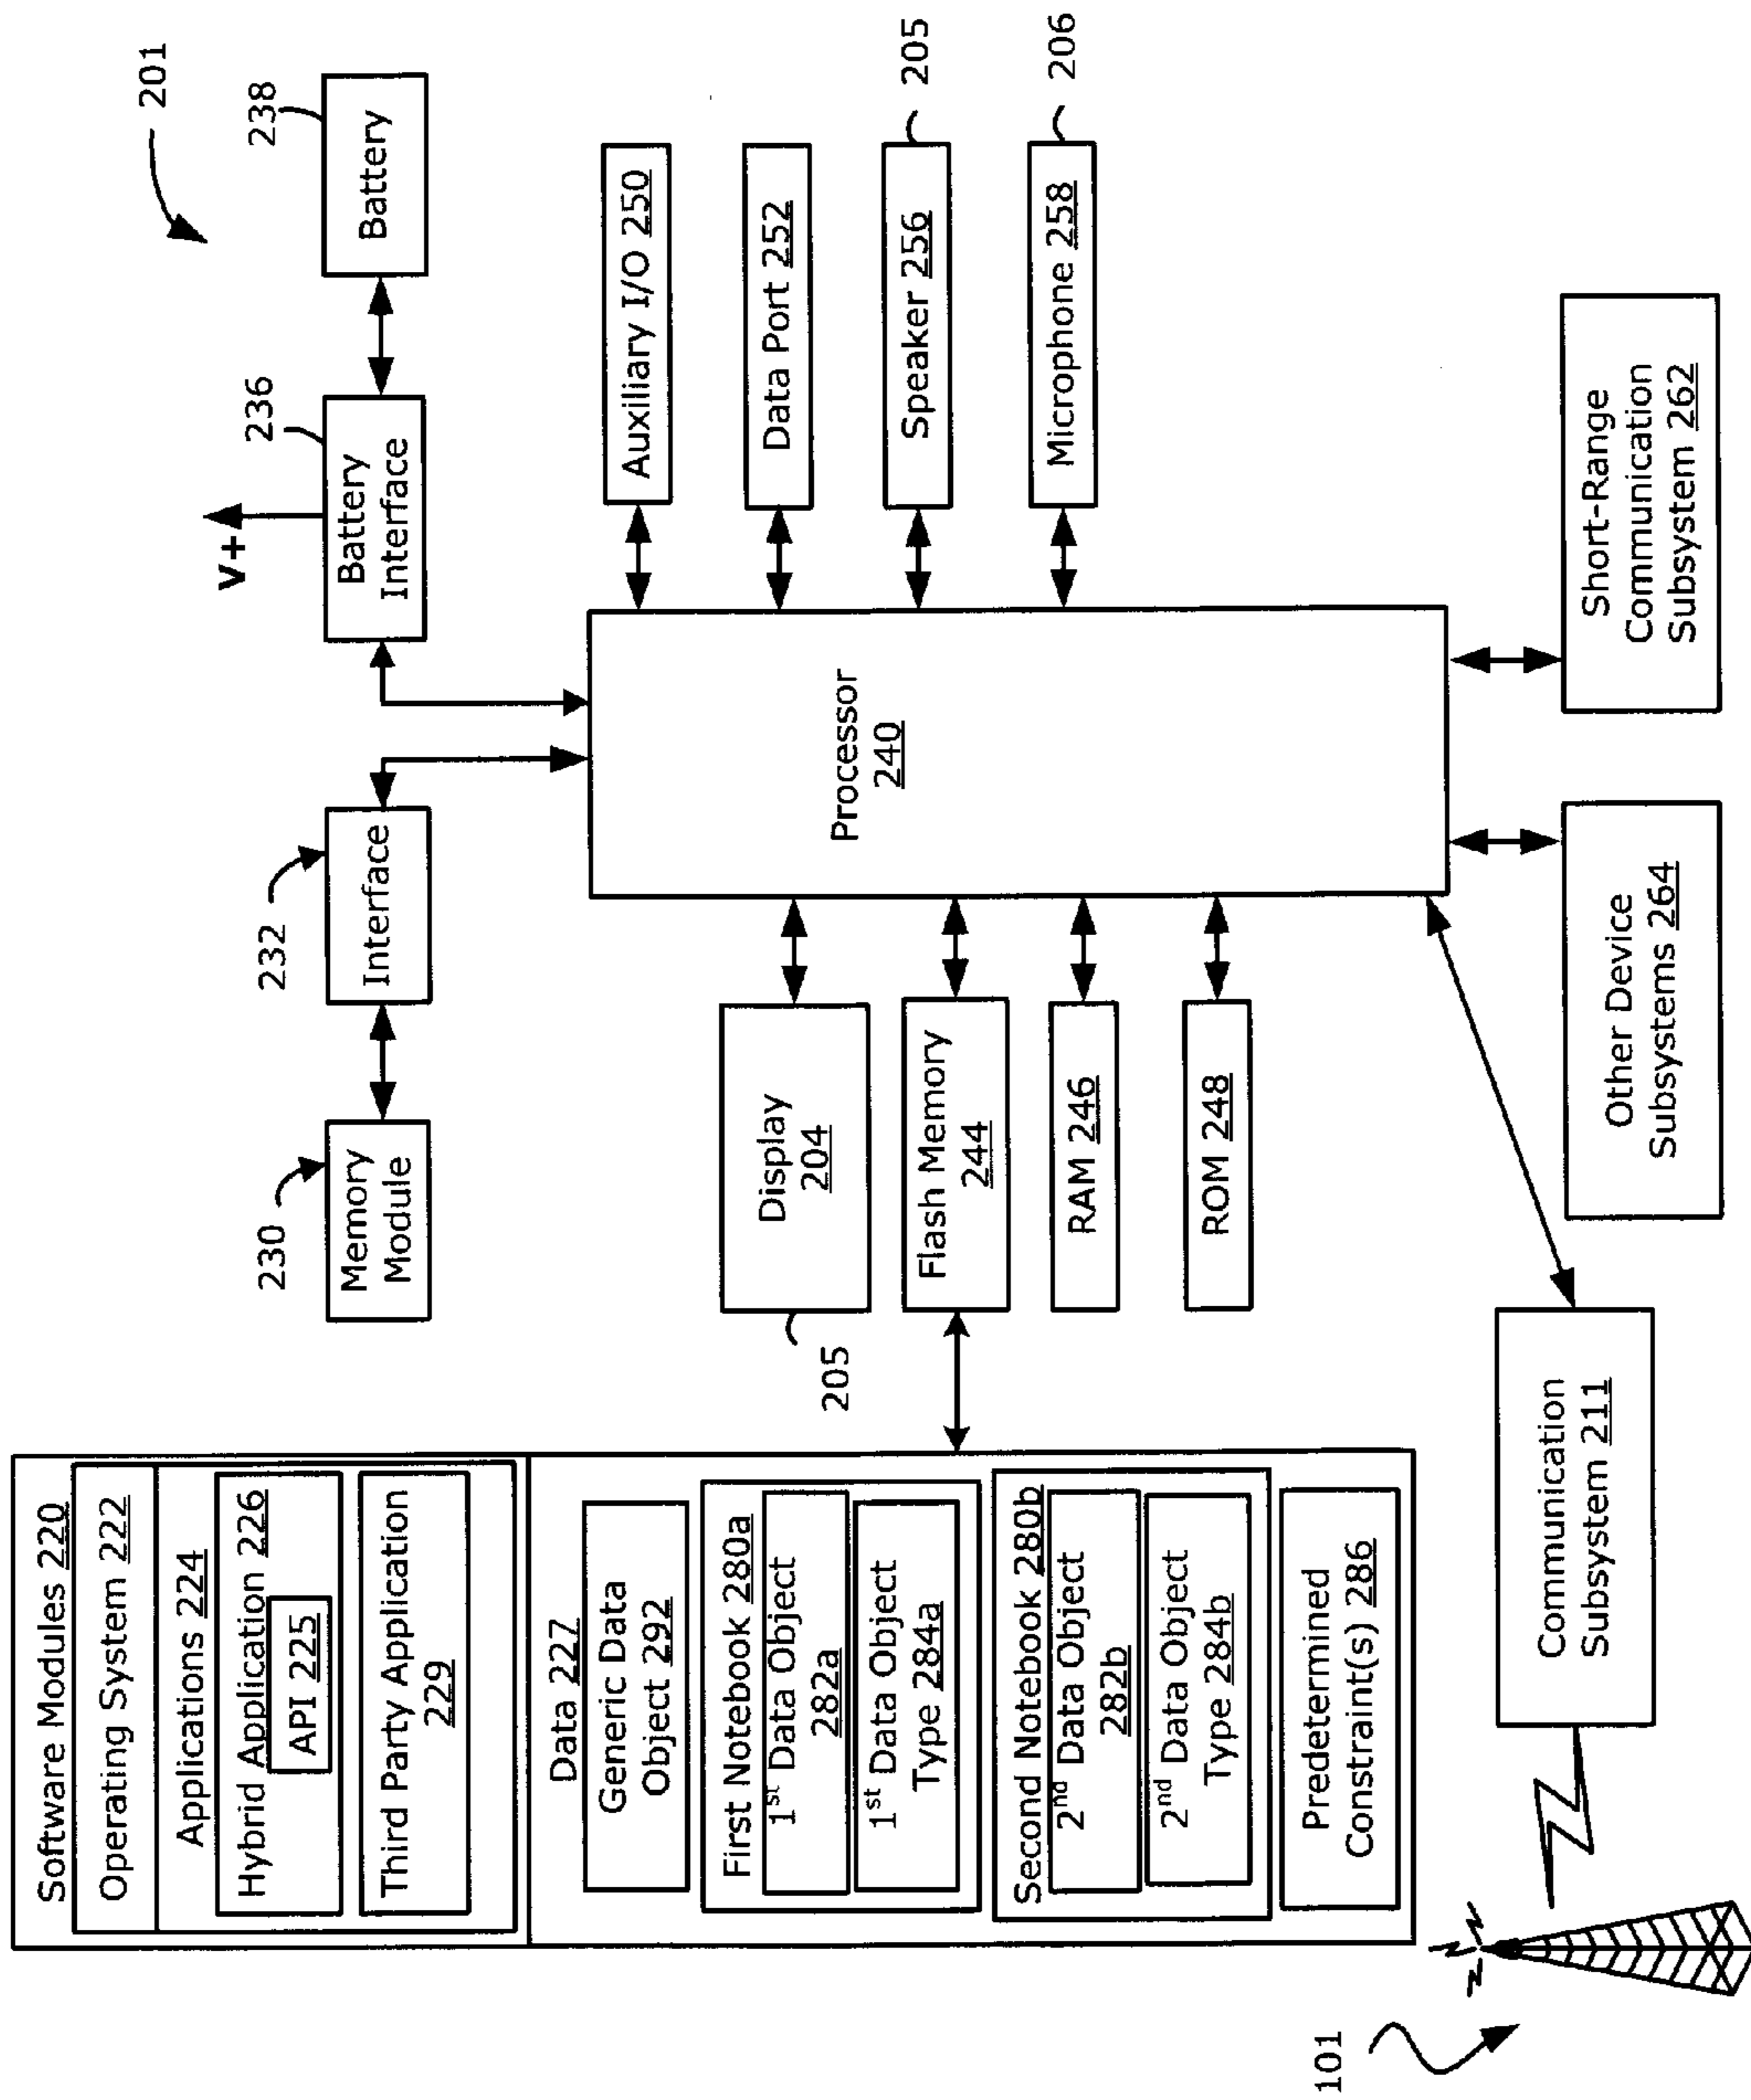 201
Software Modules 220
Operating System 222
Applications 224
Hybrid Application 226
API 225
Third Party Application
229
Data 227
Generic Data
Object 292
First Notebook 280a
1st Data Object
282a
1st Data Object
Type 284a
Second Notebook 280b
2nd Data Object
282b
2nd Data Object
Type 284b
Predetermined
Constraint(s) 286
230
Memory
Module
232
Interface
V+
236
Battery
Interface
238
Battery
Display
204
205
Flash Memory
244
RAM 246
ROM 248
Processor
240
Auxiliary I/O 250
Data Port 252
Speaker 256
205
Microphone 258
206
101
Communication
Subsystem 211
Other Device
Subsystems 264
Short-Range
Communication
Subsystem 262